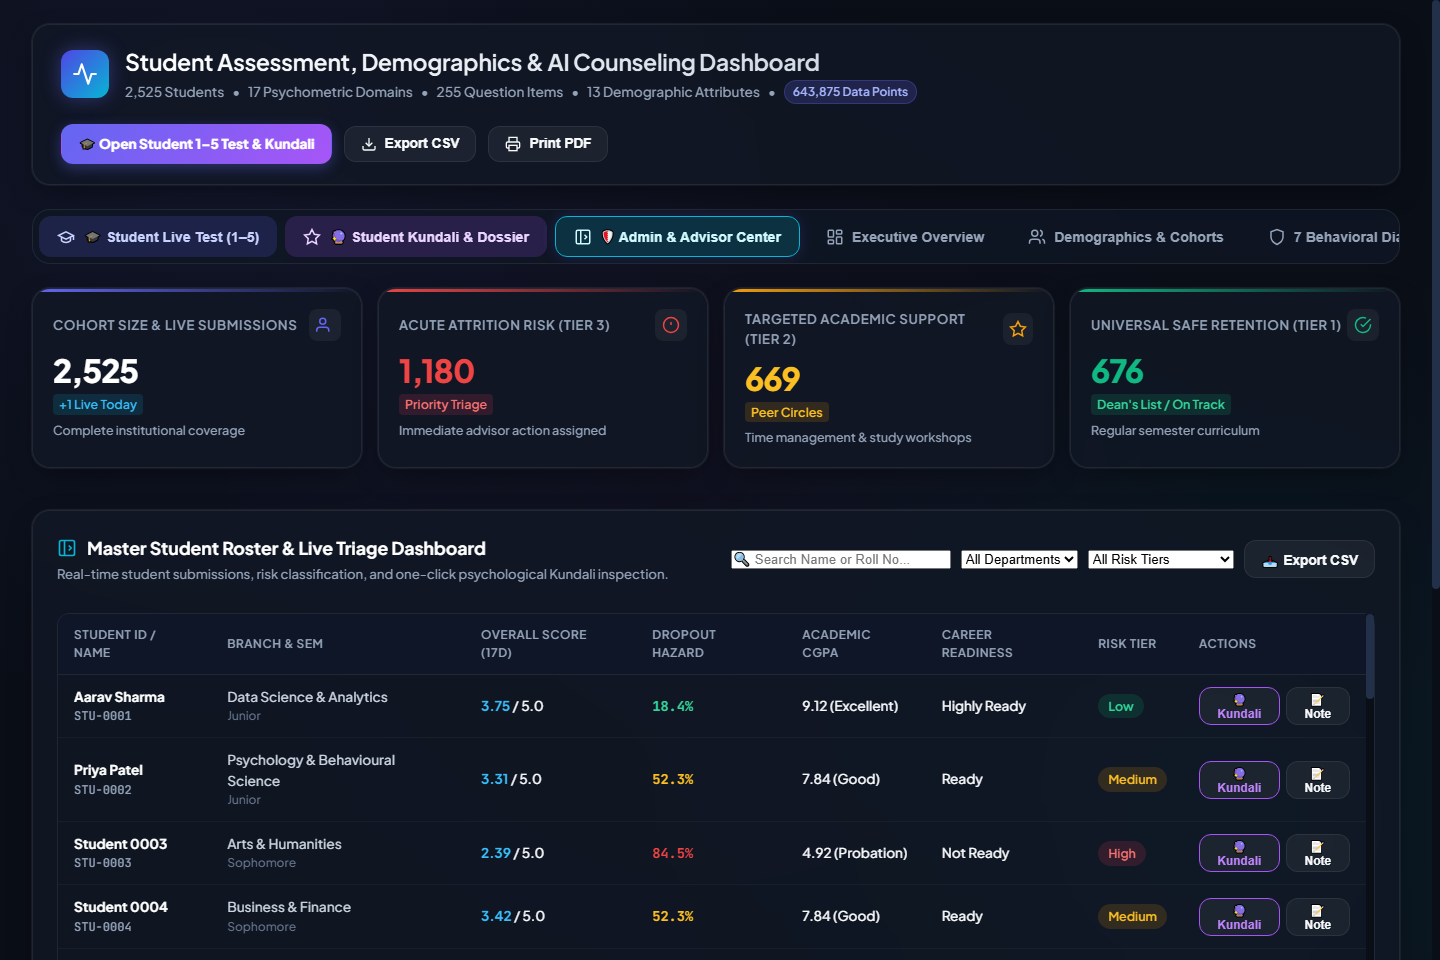 Student Assessment, Demographics & AI Counseling Dashboard
2,525 Students • 17 Psychometric Domains • 255 Question Items • 13 Demographic Attributes • 643,875 Data Points
🎓 Open Student 1–5 Test & Kundali
Export CSV
Print PDF
🎓 Student Live Test (1–5)
🔮 Student Kundali & Dossier
🛡️ Admin & Advisor Center
Executive Overview
Demographics & Cohorts
7 Behavioral Dia
COHORT SIZE & LIVE SUBMISSIONS
2,525
+1 Live Today
Complete institutional coverage
ACUTE ATTRITION RISK (TIER 3)
1,180
Priority Triage
Immediate advisor action assigned
TARGETED ACADEMIC SUPPORT
(TIER 2)
669
Peer Circles
Time management & study workshops
UNIVERSAL SAFE RETENTION (TIER 1)
676
Dean's List / On Track
Regular semester curriculum
Master Student Roster & Live Triage Dashboard
Real-time student submissions, risk classification, and one-click psychological Kundali inspection.
🔍 Search Name or Roll No...
All Departments
All Risk Tiers
📥 Export CSV
STUDENT ID /
NAME
BRANCH & SEM
OVERALL SCORE
(17D)
DROPOUT
HAZARD
ACADEMIC
CGPA
CAREER
READINESS
RISK TIER
ACTIONS
Aarav Sharma
STU-0001
Data Science & Analytics
Junior
3.75 / 5.0
18.4%
9.12 (Excellent)
Highly Ready
Low
🔮
Kundali
📝
Note
Priya Patel
STU-0002
Psychology & Behavioural
Science
Junior
3.31 / 5.0
52.3%
7.84 (Good)
Ready
Medium
🔮
Kundali
📝
Note
Student 0003
STU-0003
Arts & Humanities
Sophomore
2.39 / 5.0
84.5%
4.92 (Probation)
Not Ready
High
🔮
Kundali
📝
Note
Student 0004
STU-0004
Business & Finance
Sophomore
3.42 / 5.0
52.3%
7.84 (Good)
Ready
Medium
🔮
Kundali
📝
Note